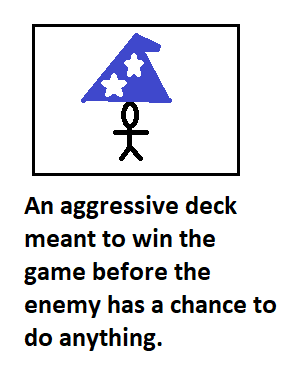 An aggressive deck
meant to win the
game before the
enemy has a chance to
do anything.